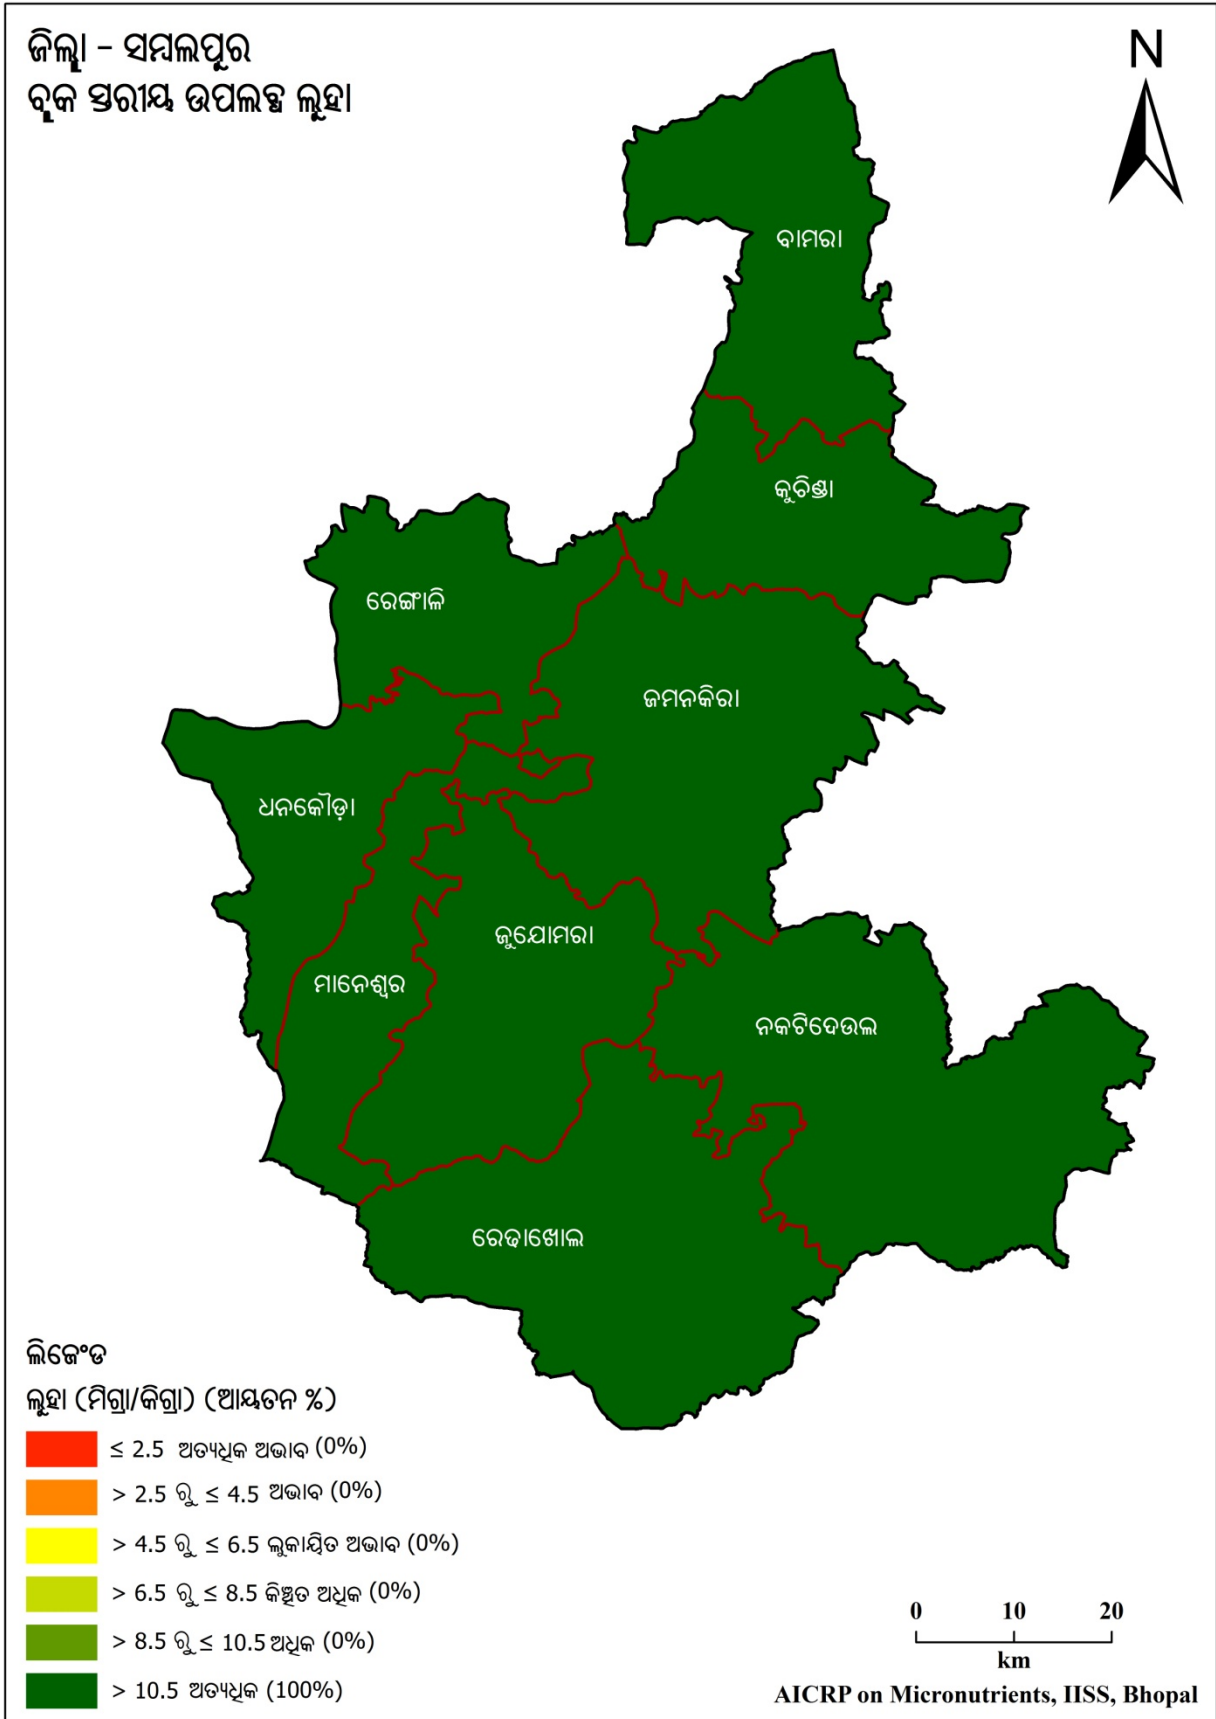 ଜିଲ୍ଲା – ସମ୍ବଲପୁର
ବ୍ଲକ ସ୍ତରୀୟ ଉପଲବ୍ଧ ଲୁହା
N
ବାମରା
କୁଚିଣ୍ଡା
ରେଙ୍ଗାଳି
ଜମନକିରା
ଧନକୌଡ଼ା
ଜୁଯୋମରା
ମାନେଶ୍ୱର
ନକଟିଦେଉଲ
ରେଢାଖୋଲ
ଲିଜେଂଡ
ଲୁହା (ମିଗ୍ରା/କିଗ୍ରା) (ଆୟତନ %)
≤ 2.5 ଅତ୍ୟଧିକ ଅଭାବ (0%)
> 2.5 ରୁ ≤ 4.5 ଅଭାବ (0%)
> 4.5 ରୁ ≤ 6.5 ଲୁକାୟିତ ଅଭାବ (0%)
> 6.5 ରୁ ≤ 8.5 କିଞ୍ଚିତ ଅଧିକ (0%)
> 8.5 ରୁ ≤ 10.5 ଅଧିକ (0%)
> 10.5 ଅତ୍ୟଧିକ (100%)
0 10 20
km
AICRP on Micronutrients, IISS, Bhopal